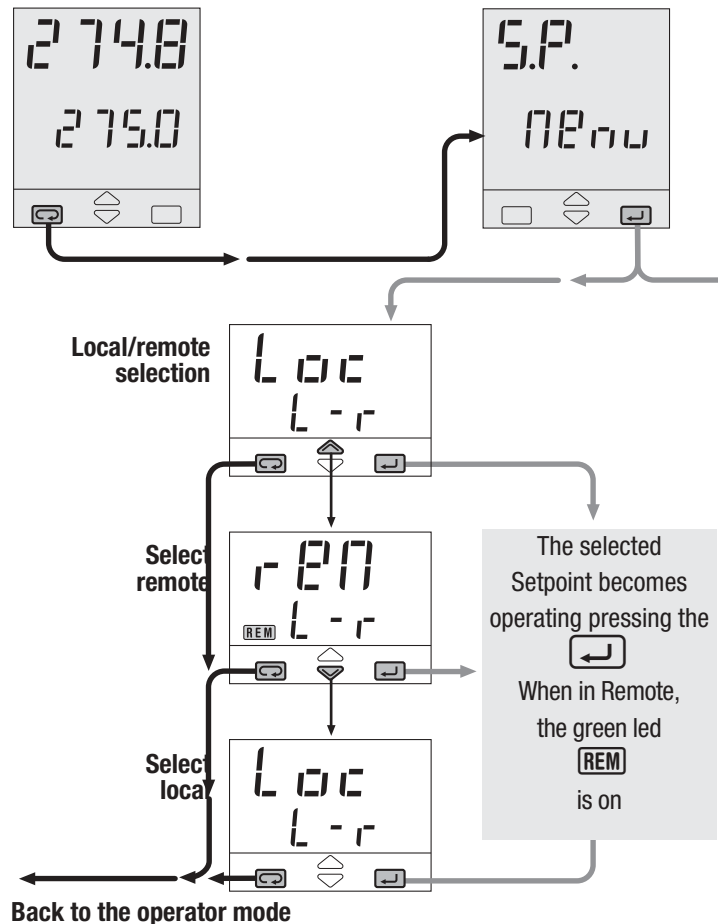 274.8
275.0
S.P.
MEnu
Local/remote
selection
Loc
L-r
Select
remote
rEM
REM L-r
The selected
Setpoint becomes
operating pressing the
When in Remote,
the green led
REM
is on
Select
local
Loc
L-r
Back to the operator mode